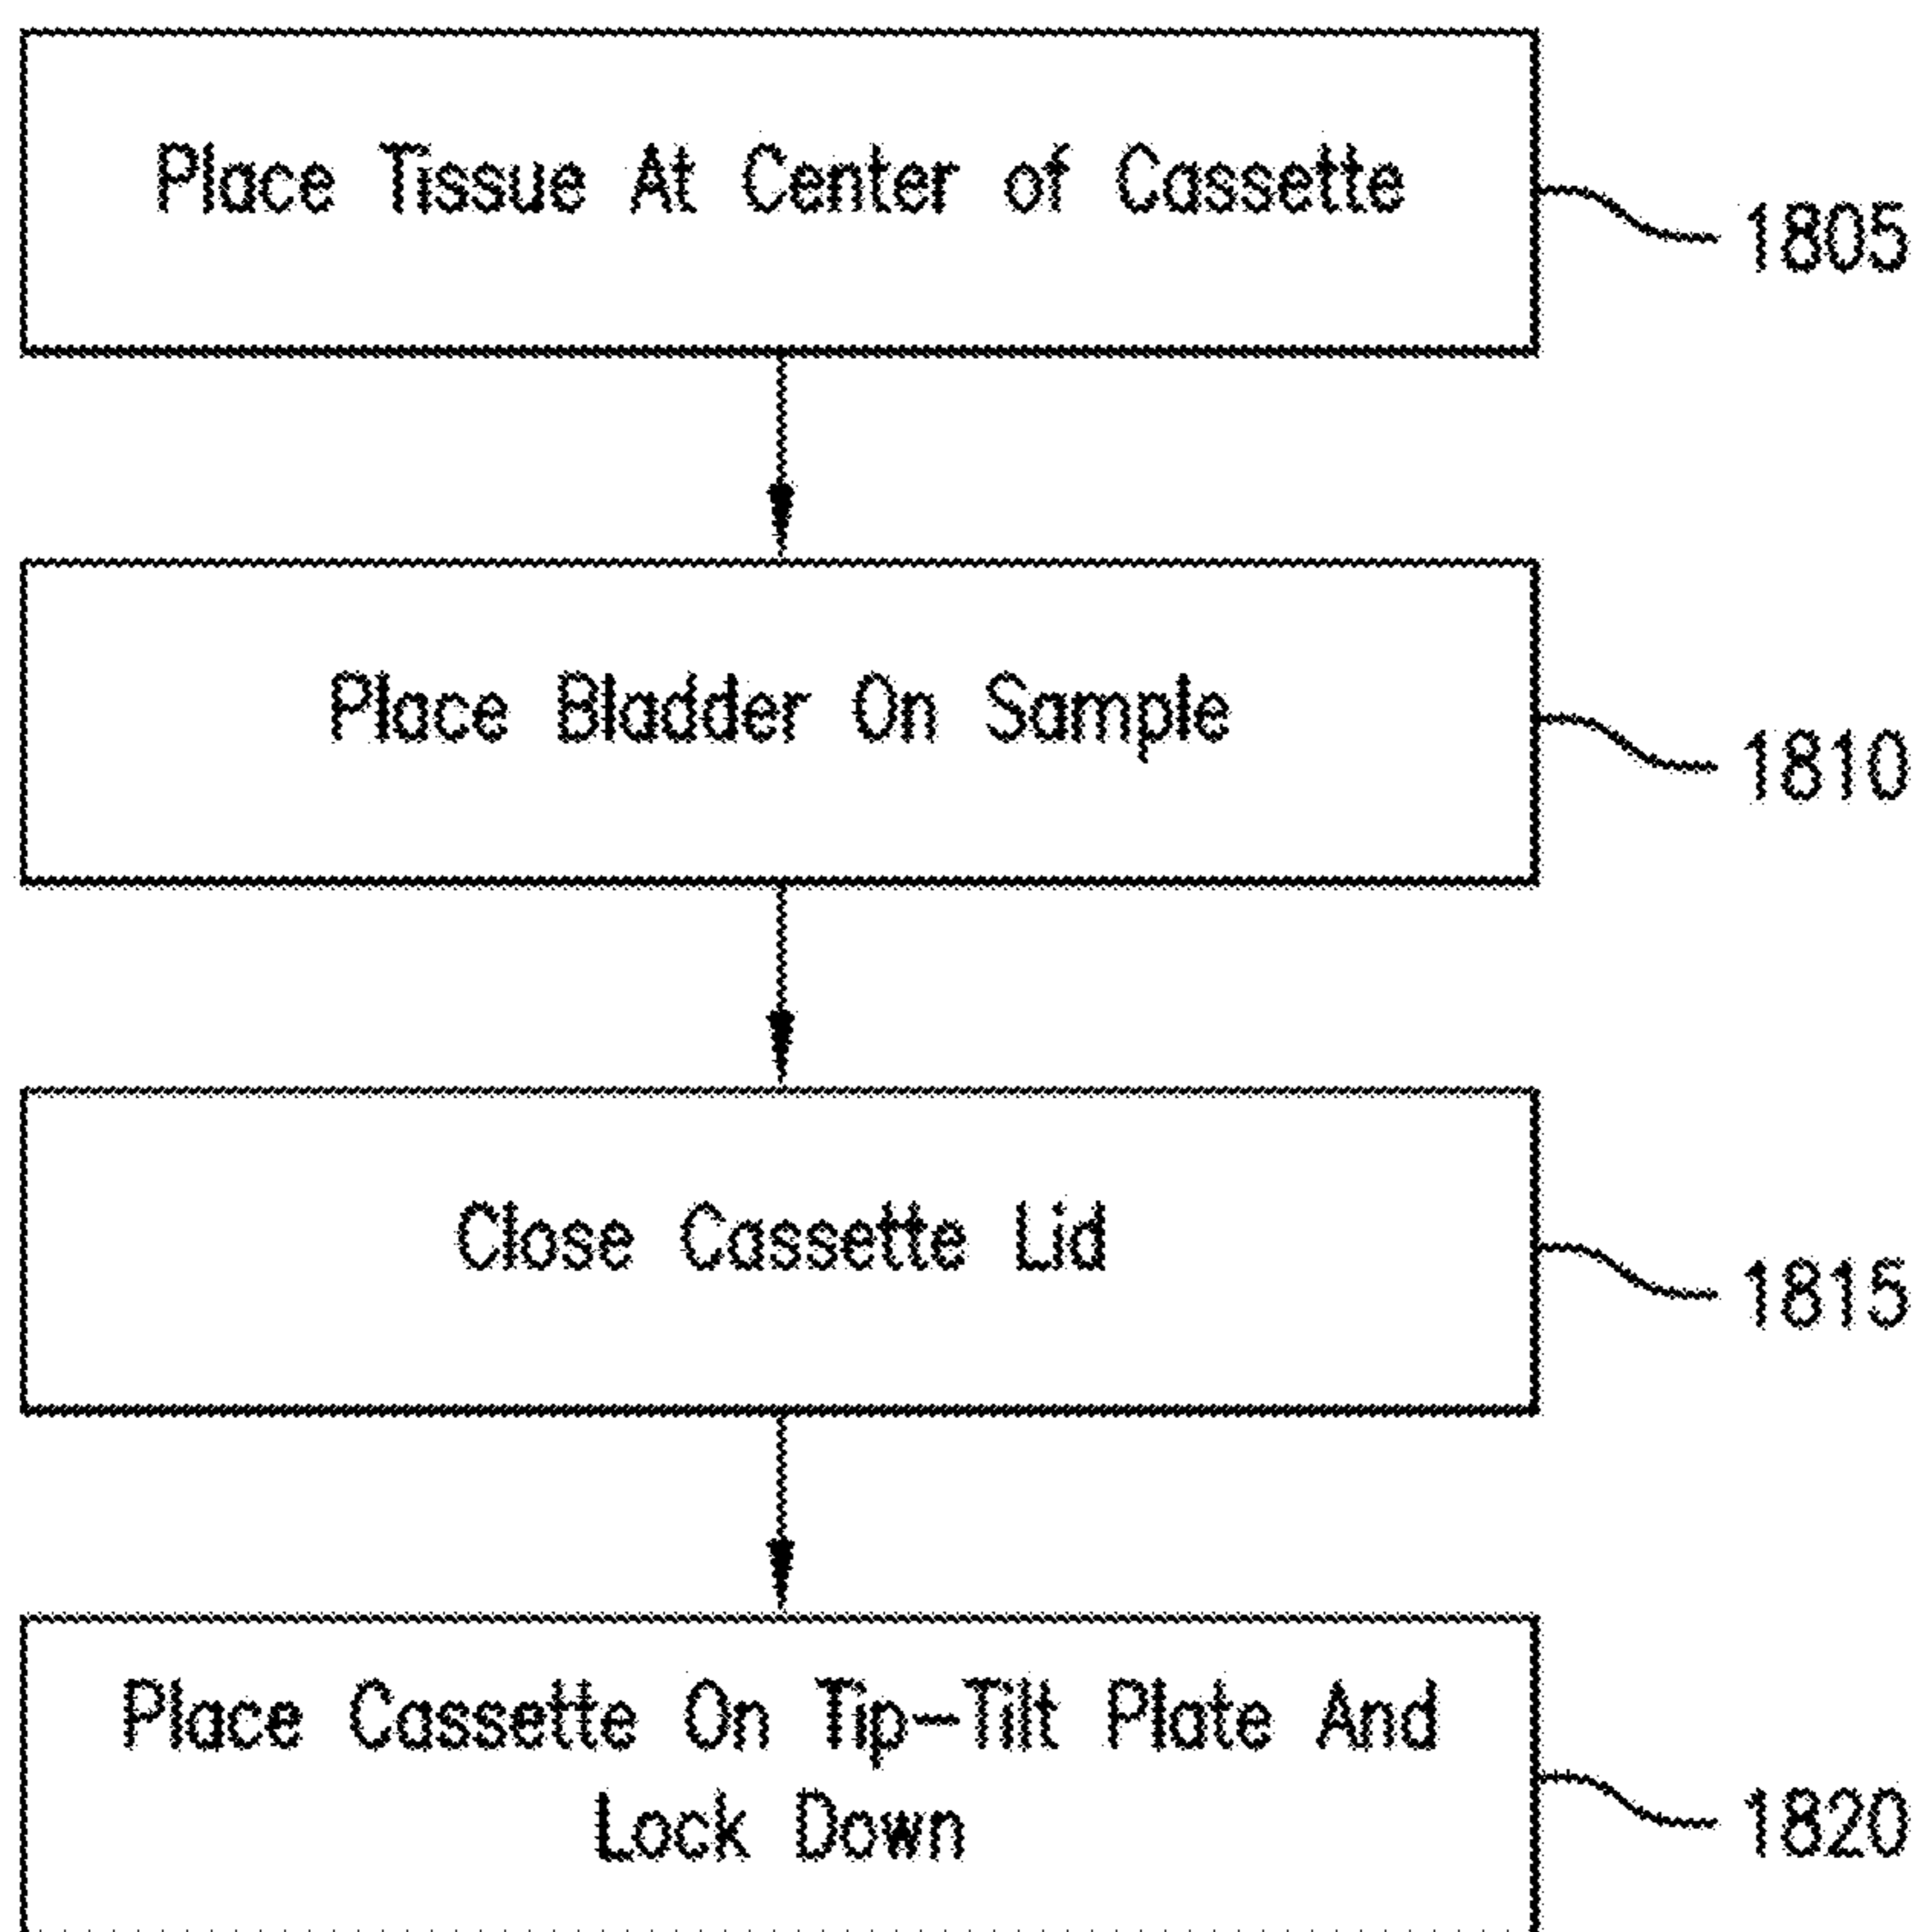 Place Tissue At Center of Cassette
1805
Place Bladder On Sample
1810
Close Cassette Lid
1815
Place Cassette On Tip-Tilt Plate And
Lock Down
1820